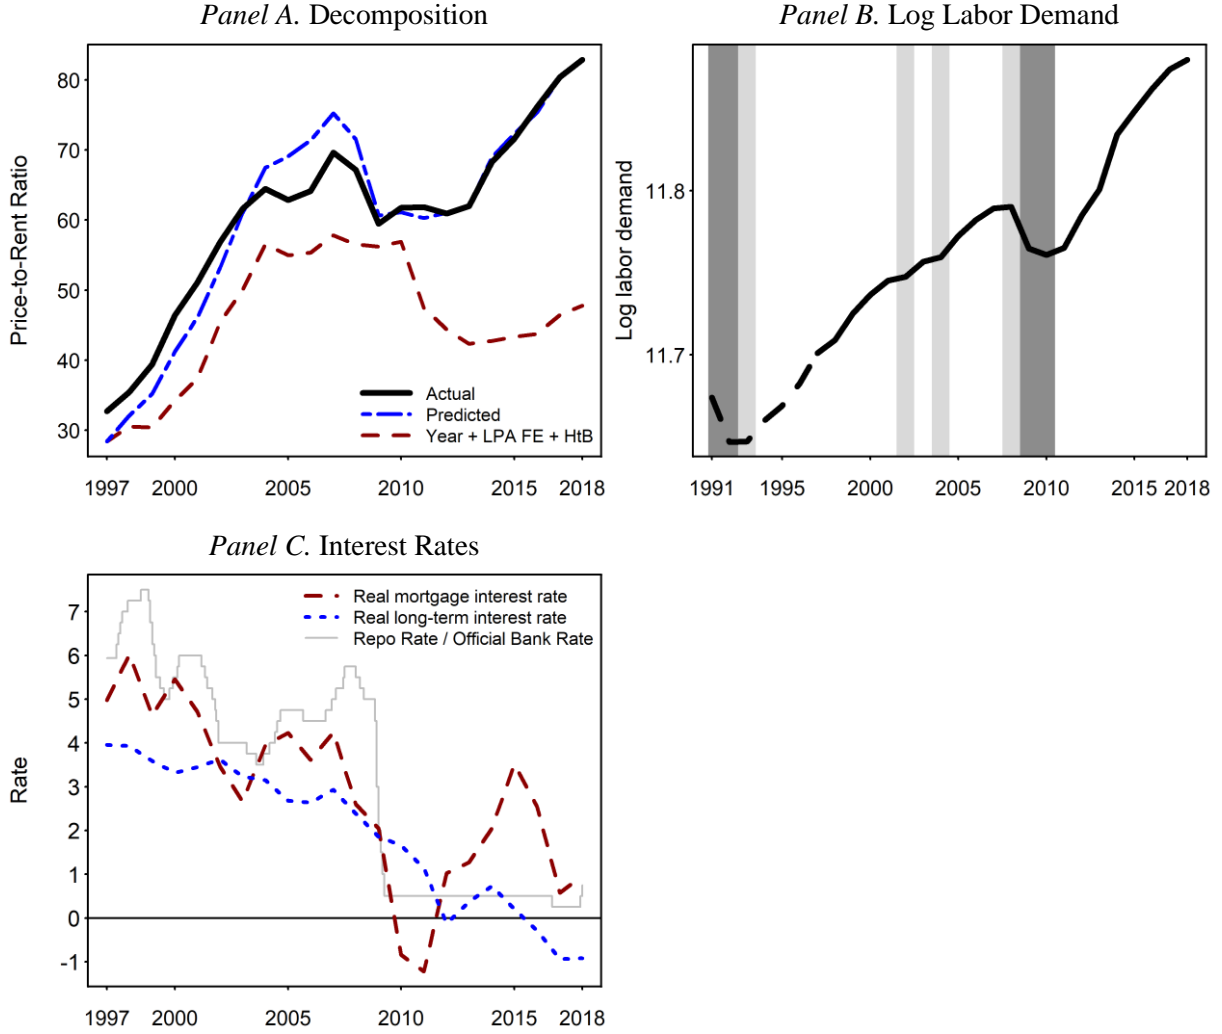 Panel A. Decomposition
Price-to-Rent Ratio
80
70
60
50
40
30
Actual
Predicted
Year + LPA FE + HtB
1997 2000 2005 2010 2015 2018
Panel B. Log Labor Demand
Log labor demand
11.8
11.7
1991 1995 2000 2005 2010 2015 2018
Panel C. Interest Rates
Rate
7
6
5
4
3
2
1
0
-1
Real mortgage interest rate
Real long-term interest rate
Repo Rate / Official Bank Rate
1997 2000 2005 2010 2015 2018